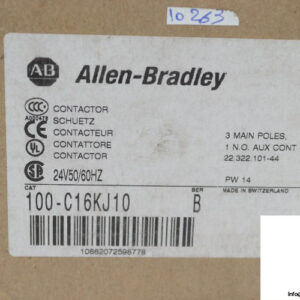 10263
AB Allen-Bradley
CCC
CONTACTOR
SCHUETZ
CONTACTEUR
CONTATTORE
CONTACTOR
3 MAIN POLES,
1 N.O. AUX CONT
22.322.101-44
24V50/60HZ
PW 14
CAT
SER
MADE IN SWITZERLAND
100-C16KJ10
B
10662072598778